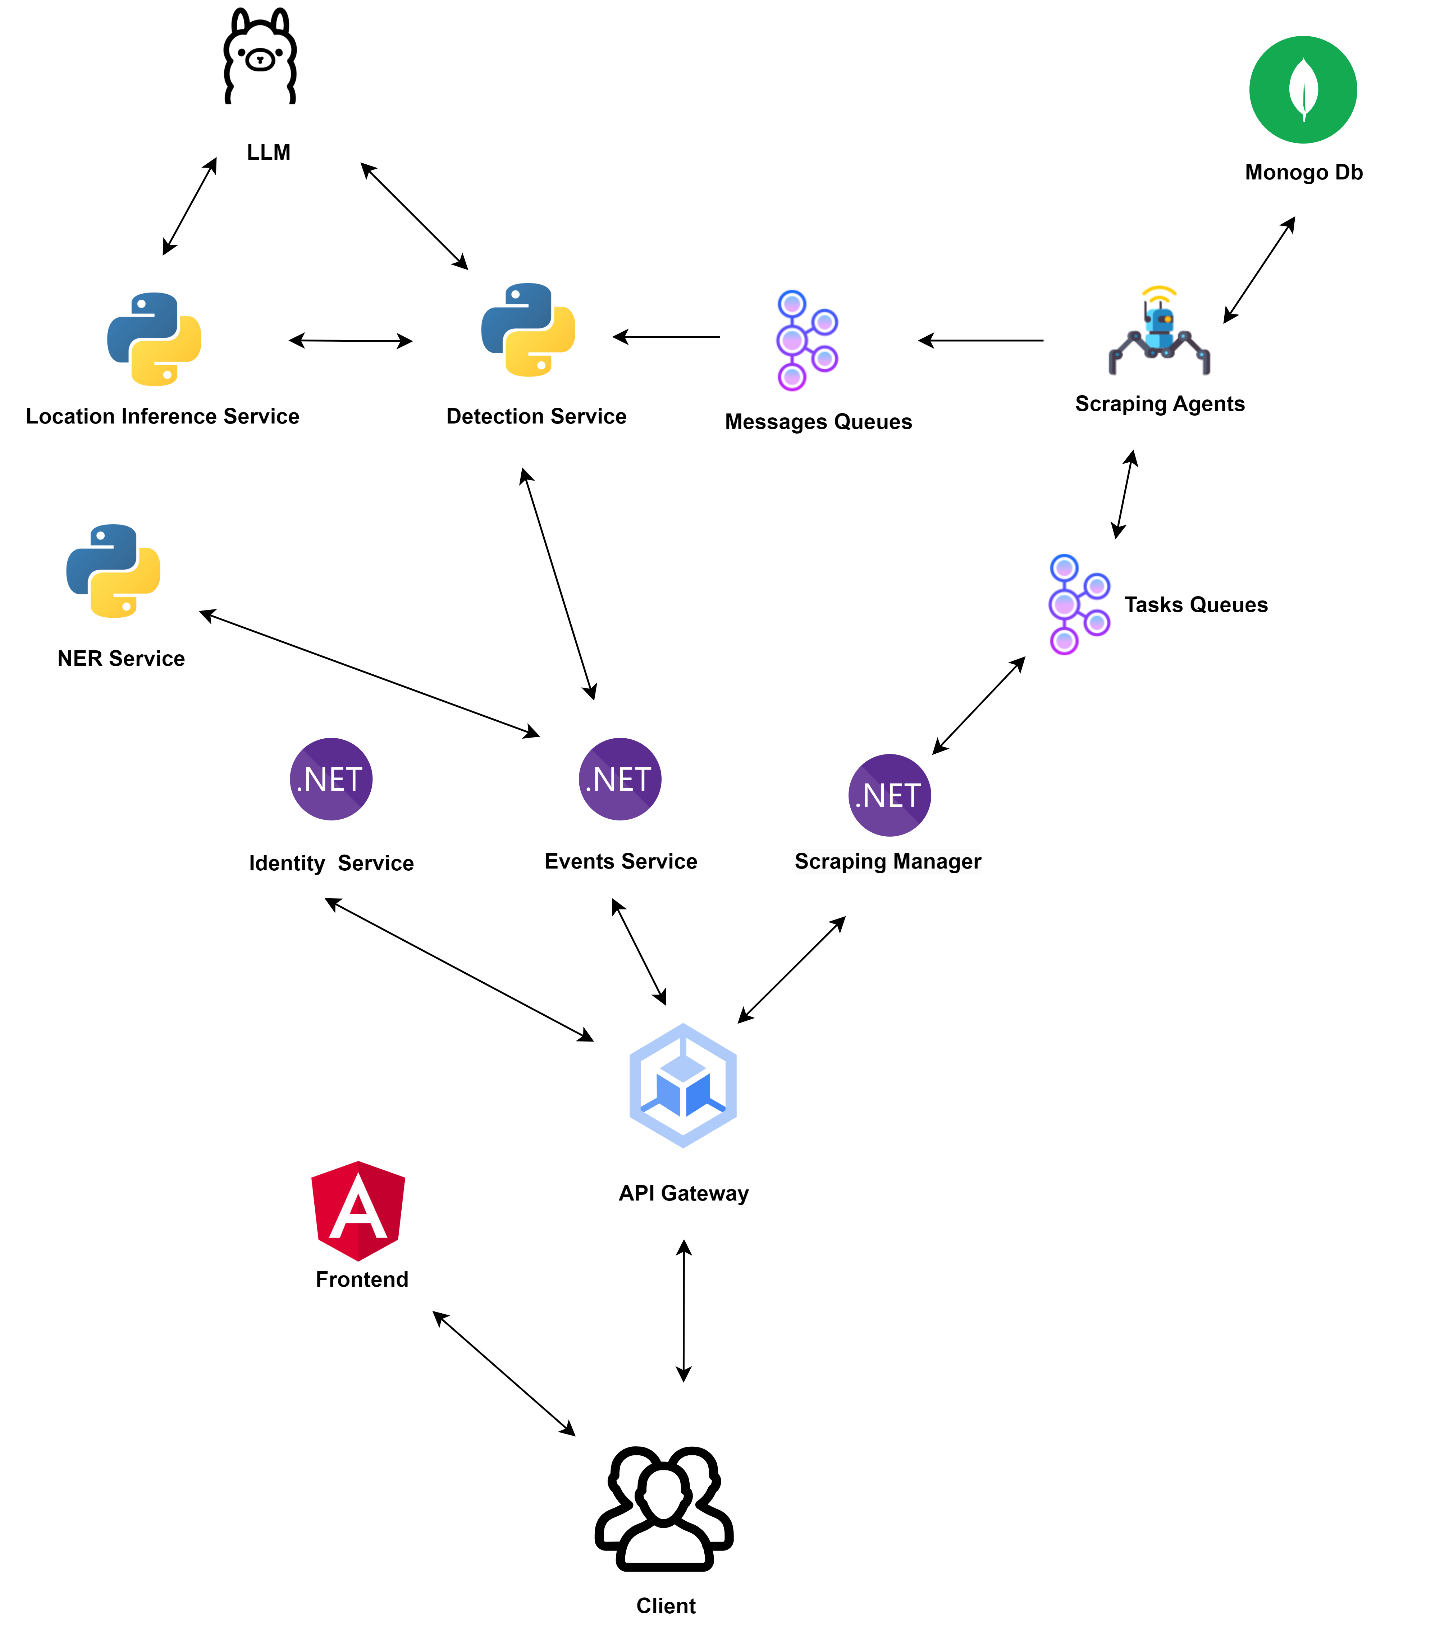 LLM
Monogo Db
Location Inference Service
Detection Service
Messages Queues
Scraping Agents
NER Service
Tasks Queues
.NET
.NET
.NET
Identity  Service
Events Service
Scraping Manager
API Gateway
A
Frontend
Client